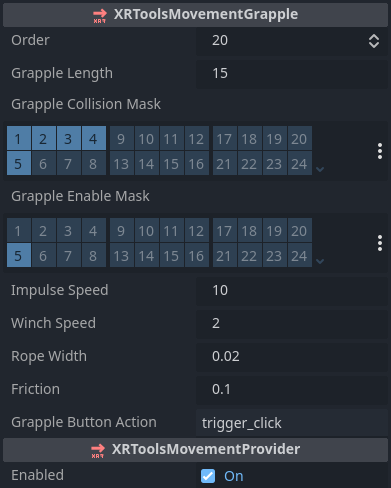 XRT XRToolsMovementGrapple
Order 20
Grapple Length 15
Grapple Collision Mask
1 2 3 4 9 10 11 12 17 18 19 20
5 6 7 8 13 14 15 16 21 22 23 24
Grapple Enable Mask
1 2 3 4 9 10 11 12 17 18 19 20
5 6 7 8 13 14 15 16 21 22 23 24
Impulse Speed 10
Winch Speed 2
Rope Width 0.02
Friction 0.1
Grapple Button Action trigger_click
XRT XRToolsMovementProvider
Enabled On